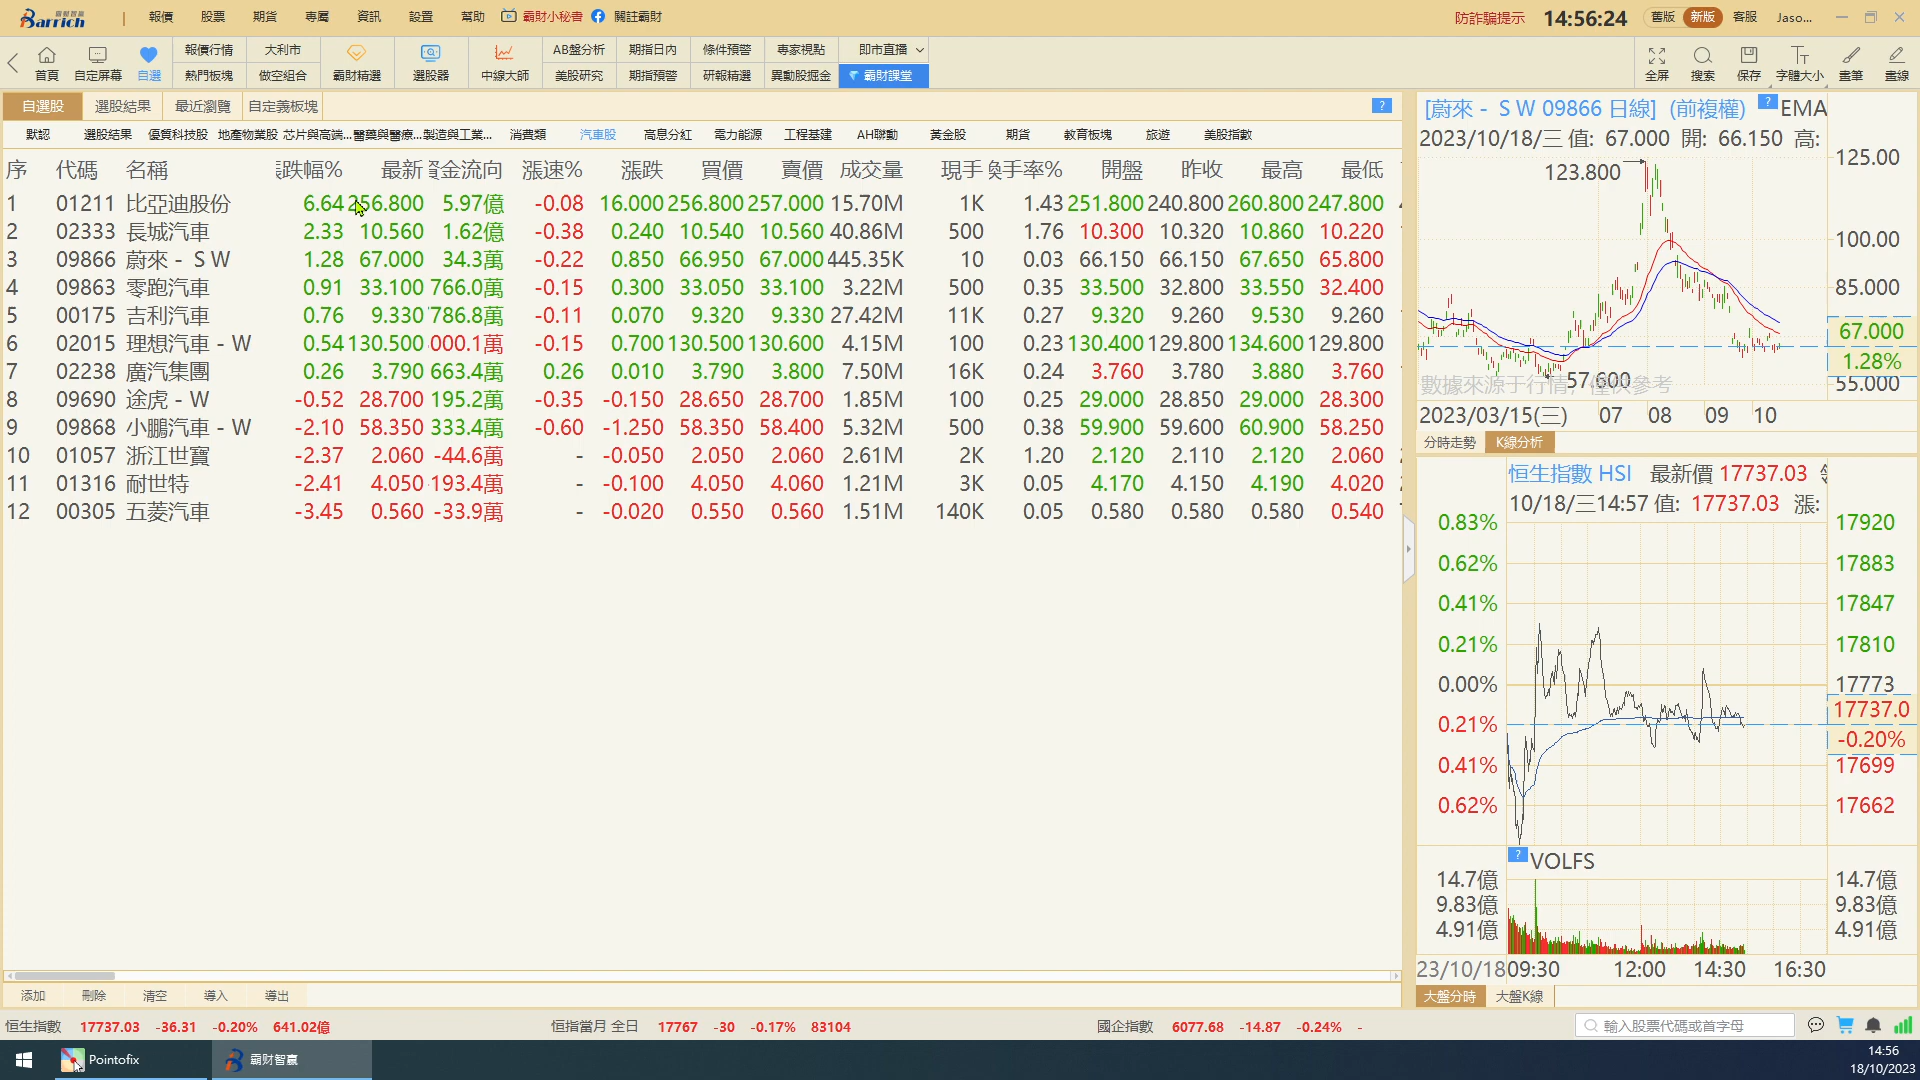 Barrich | 報價 股票 期貨 專屬 資訊 設置 幫助 霸財小秘書 關註霸財 防詐騙提示 14:56:24 舊版 新版 客服 Jaso...
報價行情 大利市 AB盤分析 期指日內 條件預警 專家視點 即市直播
首頁 自定屏幕 自選 熱門板塊 做空組合 霸財精選 選股器 中線大師 美股研究 期指預警 研報精選 異動股掘金 霸財課堂 全屏 搜索 保存 字體大小 畫筆 畫線
自選股 選股結果 最近瀏覽 自定義板塊 ?
默認 選股結果 優質科技股 地產物業股 芯片與高端... 醫藥與醫療... 製造與工業... 消費類 汽車股 高息分紅 電力能源 工程基建 AH聯動 黃金股 期貨 教育板塊 旅遊 美股指數
序 代碼 名稱 跌幅% 最新 金流向 漲速% 漲跌 買價 賣價 成交量 現手 手率% 開盤 昨收 最高 最低
1 01211 比亞迪股份 6.64 256.800 5.97億 -0.08 16.000 256.800 257.000 15.70M 1K 1.43 251.800 240.800 260.800 247.800
2 02333 長城汽車 2.33 10.560 1.62億 -0.38 0.240 10.540 10.560 40.86M 500 1.76 10.300 10.320 10.860 10.220
3 09866 蔚來－ＳＷ 1.28 67.000 34.3萬 -0.22 0.850 66.950 67.000 445.35K 10 0.03 66.150 66.150 67.650 65.800
4 09863 零跑汽車 0.91 33.100 766.0萬 -0.15 0.300 33.050 33.100 3.22M 500 0.35 33.500 32.800 33.550 32.400
5 00175 吉利汽車 0.76 9.330 786.8萬 -0.11 0.070 9.320 9.330 27.42M 11K 0.27 9.320 9.260 9.530 9.260
6 02015 理想汽車－Ｗ 0.54 130.500 000.1萬 -0.15 0.700 130.500 130.600 4.15M 100 0.23 130.400 129.800 134.600 129.800
7 02238 廣汽集團 0.26 3.790 663.4萬 0.26 0.010 3.790 3.800 7.50M 16K 0.24 3.760 3.780 3.880 3.760
8 09690 途虎－Ｗ -0.52 28.700 195.2萬 -0.35 -0.150 28.650 28.700 1.85M 100 0.25 29.000 28.850 29.000 28.300
9 09868 小鵬汽車－Ｗ -2.10 58.350 333.4萬 -0.60 -1.250 58.350 58.400 5.32M 500 0.38 59.900 59.600 60.900 58.250
10 01057 浙江世寶 -2.37 2.060 -44.6萬 - -0.050 2.050 2.060 2.61M 2K 1.20 2.120 2.110 2.120 2.060
11 01316 耐世特 -2.41 4.050 -193.4萬 - -0.100 4.050 4.060 1.21M 3K 0.05 4.170 4.150 4.190 4.020
12 00305 五菱汽車 -3.45 0.560 -33.9萬 - -0.020 0.550 0.560 1.51M 140K 0.05 0.580 0.580 0.580 0.540
添加 刪除 清空 導入 導出
[蔚來－ＳＷ 09866 日線] (前複權) ? EMA
2023/10/18/三 值: 67.000 開: 66.150 高:
125.00
123.800
100.00
85.000
67.000
1.28%
55.000
57.600
數據來源于行情，僅供參考
2023/03/15(三) 07 08 09 10
分時走勢 K線分析
恒生指數 HSI 最新價 17737.03
10/18/三14:57 值: 17737.03 漲:
0.83% 17920
0.62% 17883
0.41% 17847
0.21% 17810
0.00% 17773
17737.0
0.21%
-0.20%
0.41% 17699
0.62% 17662
? VOLFS
14.7億 14.7億
9.83億 9.83億
4.91億 4.91億
23/10/18 09:30 12:00 14:30 16:30
大盤分時 大盤K線
恒生指數 17737.03 -36.31 -0.20% 641.02億 恒指當月 全日 17767 -30 -0.17% 83104 國企指數 6077.68 -14.87 -0.24% - 輸入股票代碼或首字母
Pointofix 霸财智赢 14:56
18/10/2023